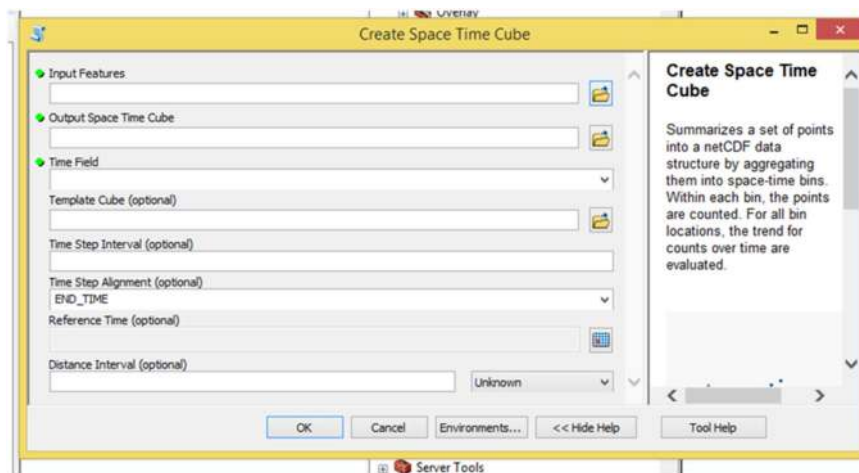 Overlay
Create Space Time Cube
Input Features
Output Space Time Cube
Time Field
Template Cube (optional)
Time Step Interval (optional)
Time Step Alignment (optional)
END_TIME
Reference Time (optional)
Distance Interval (optional)
Unknown
Create Space Time
Cube
Summarizes a set of points
into a netCDF data
structure by aggregating
them into space-time bins.
Within each bin, the points
are counted. For all bin
locations, the trend for
counts over time are
evaluated.
OK
Cancel
Environments...
<< Hide Help
Tool Help
Server Tools